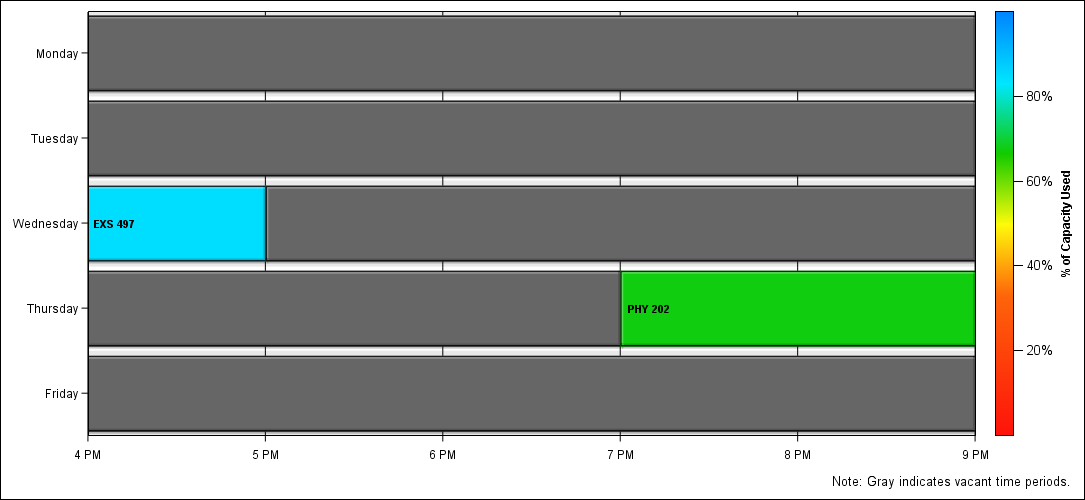 Monday
Tuesday
Wednesday
Thursday
Friday
EXS 497
PHY 202
4 PM 5 PM 6 PM 7 PM 8 PM 9 PM
80%
60%
40%
20%
% of Capacity Used
Note: Gray indicates vacant time periods.